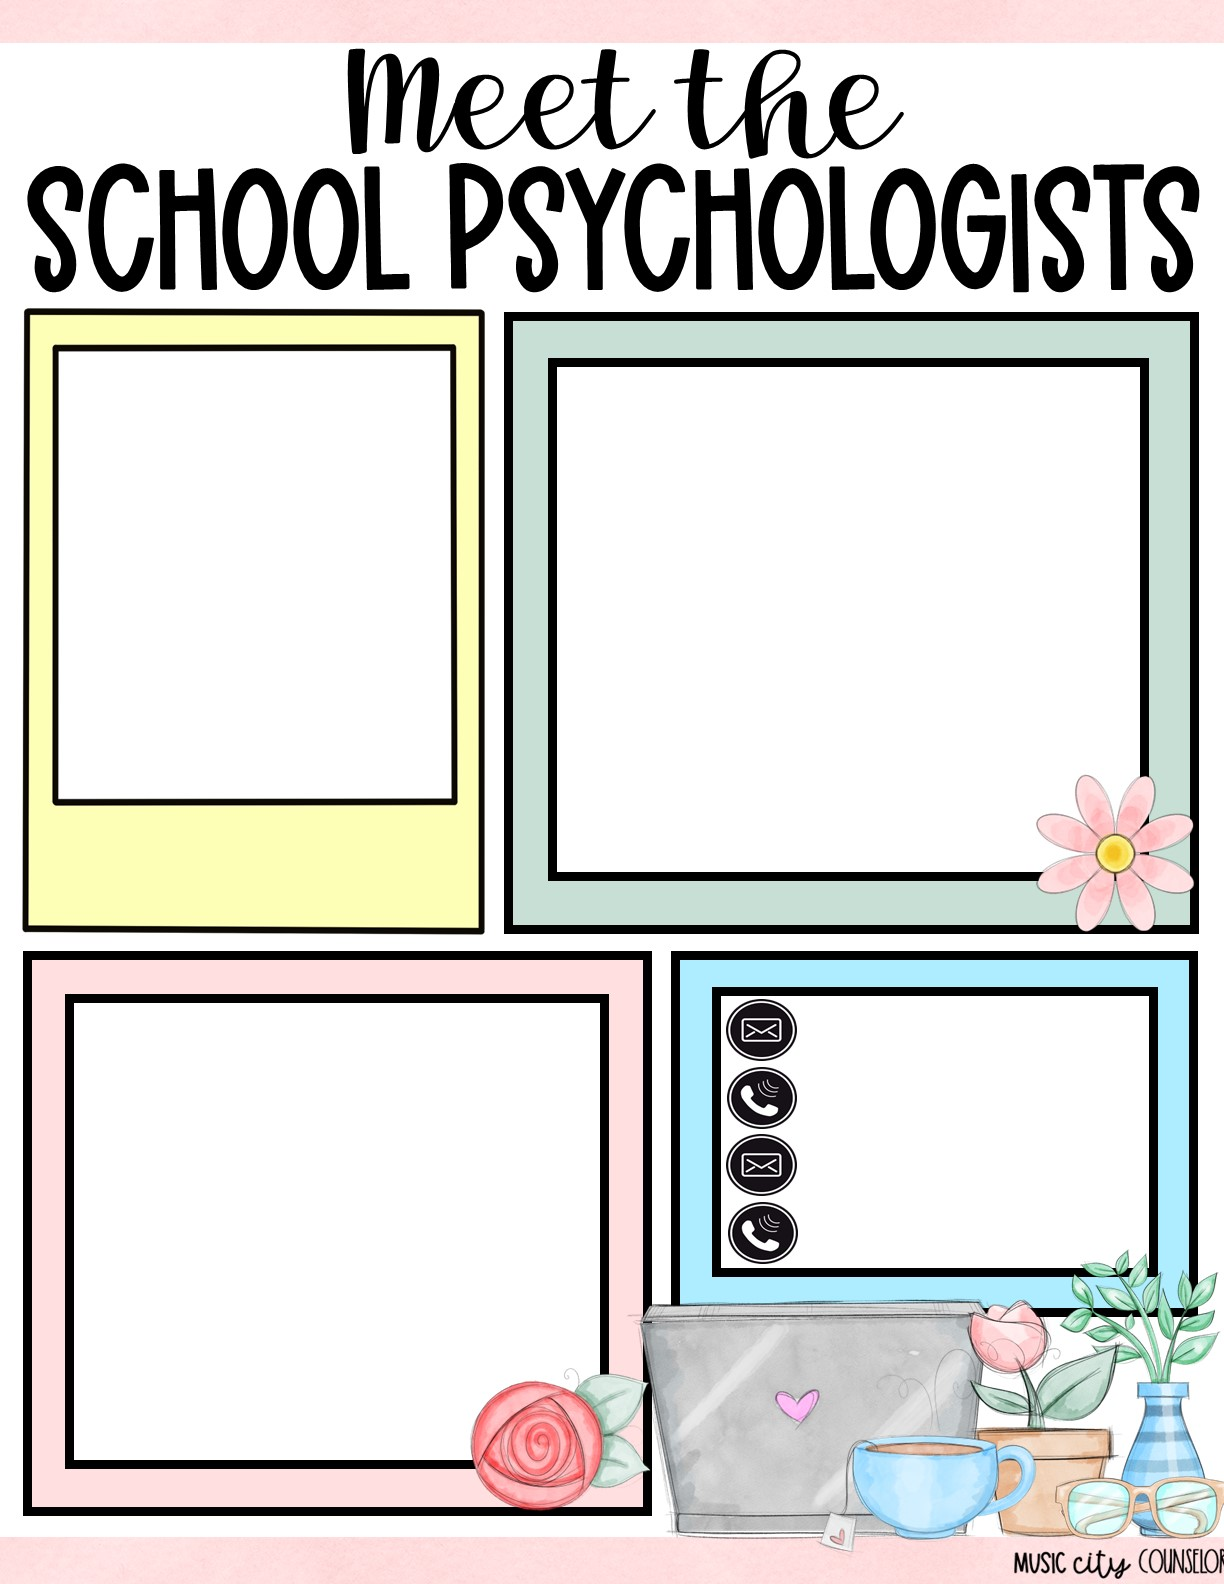 Meet the
SCHOOL PSYCHOLOGISTS
MUSIC city COUNSELOR